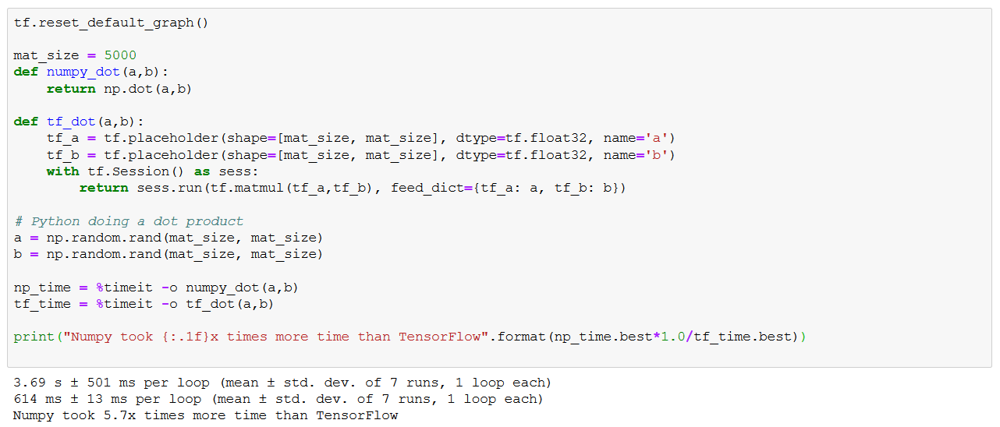 tf.reset_default_graph()
mat_size = 5000
def numpy_dot(a,b):
    return np.dot(a,b)
def tf_dot(a,b):
    tf_a = tf.placeholder(shape=[mat_size, mat_size], dtype=tf.float32, name='a')
    tf_b = tf.placeholder(shape=[mat_size, mat_size], dtype=tf.float32, name='b')
    with tf.Session() as sess:
        return sess.run(tf.matmul(tf_a,tf_b), feed_dict={tf_a: a, tf_b: b})
# Python doing a dot product
a = np.random.rand(mat_size, mat_size)
b = np.random.rand(mat_size, mat_size)
np_time = %timeit -o numpy_dot(a,b)
tf_time = %timeit -o tf_dot(a,b)
print("Numpy took {:.1f}x times more time than TensorFlow".format(np_time.best*1.0/tf_time.best))
3.69 s ± 501 ms per loop (mean ± std. dev. of 7 runs, 1 loop each)
614 ms ± 13 ms per loop (mean ± std. dev. of 7 runs, 1 loop each)
Numpy took 5.7x times more time than TensorFlow